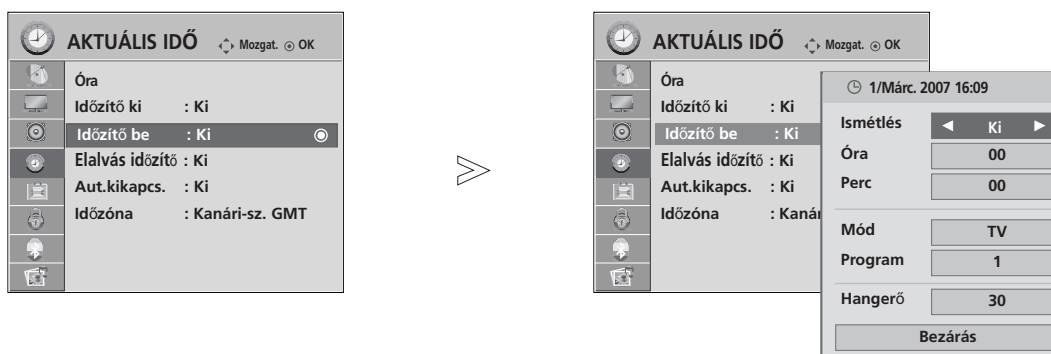 AKTUÁLIS IDŐ Mozgat. OK
Óra
Időzítő ki : Ki
Időzítő be : Ki
Elalvás időzítő : Ki
Aut.kikapcs. : Ki
Időzóna : Kanári-sz. GMT
AKTUÁLIS IDŐ Mozgat. OK
Óra
Időzítő ki : Ki
Időzítő be : Ki
Elalvás időzítő : Ki
Aut.kikapcs. : Ki
Időzóna : Kanár
1/Márc. 2007 16:09
Ismétlés ◄ Ki ►
Óra 00
Perc 00
Mód TV
Program 1
Hangerő 30
Bezárás